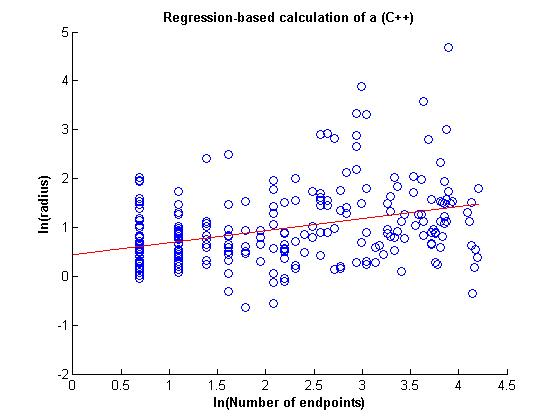 Regression-based calculation of a (C++)
5
4
3
2
1
0
-1
-2
ln(radius)
0 0.5 1 1.5 2 2.5 3 3.5 4 4.5
ln(Number of endpoints)